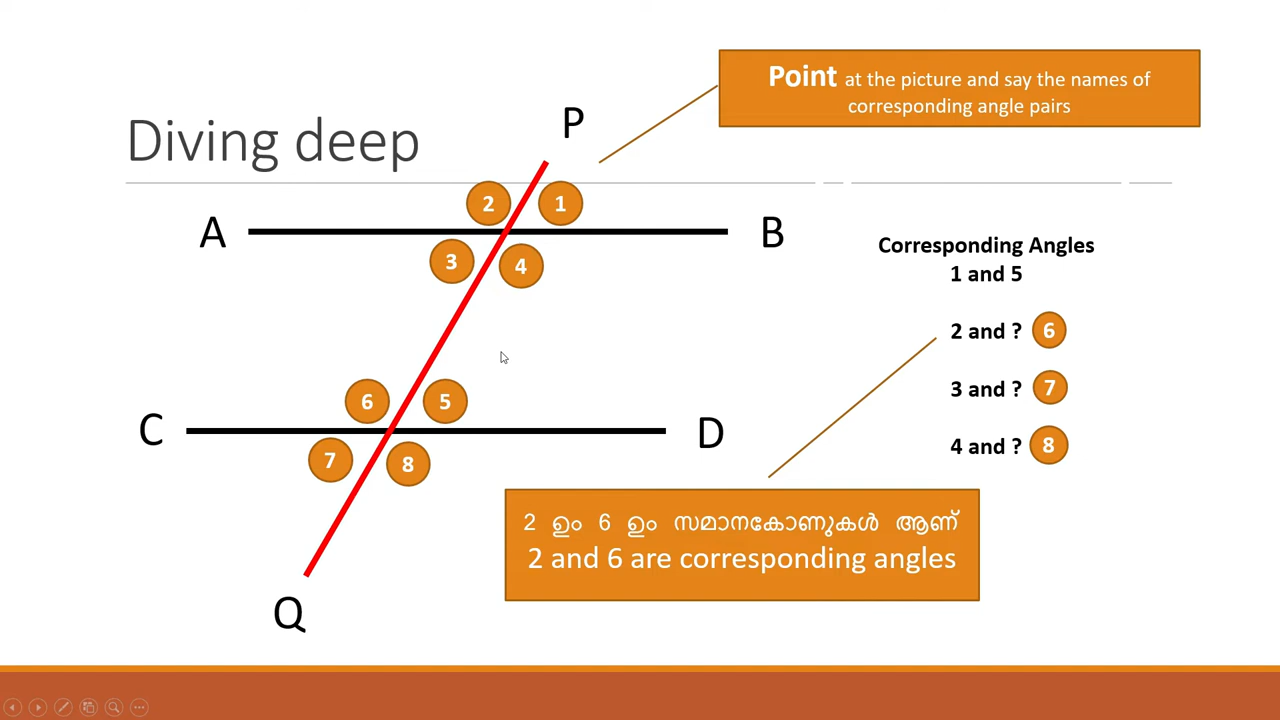 Point at the picture and say the names of
corresponding angle pairs
Diving deep
P
2
1
A
B
3
4
Corresponding Angles
1 and 5
2 and ? 6
3 and ? 7
4 and ? 8
6
5
C
D
7
8
2 ഉം 6 ഉം സമാനകോണുകൾ ആണ്
2 and 6 are corresponding angles
Q